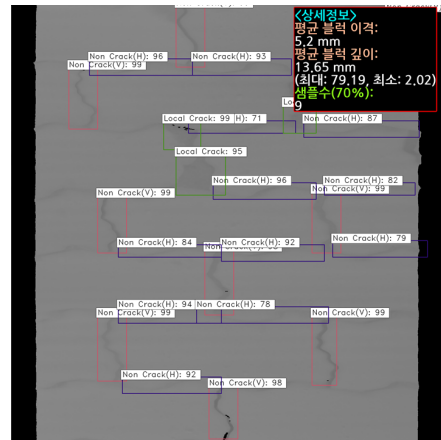 <상세정보>
평균 블럭 이격:
5.2 mm
평균 블럭 깊이:
13.65 mm
(최대: 79.19, 최소: 2.02)
샘플수(70%):
9
Non Crack(H): 96
Non Crack(H): 93
Non Crack(V): 99
Local Crack: 99
(H): 71
Non Crack(H): 87
Local Crack: 95
Non Crack(H): 96
Non Crack(H): 82
Non Crack(V): 99
Non Crack(V): 99
Non Crack(H): 84
Non Crack(H): 92
Non Crack(H): 79
Non Crack(H): 94
Non Crack(H): 78
Non Crack(V): 99
Non Crack(V): 99
Non Crack(H): 92
Non Crack(V): 98